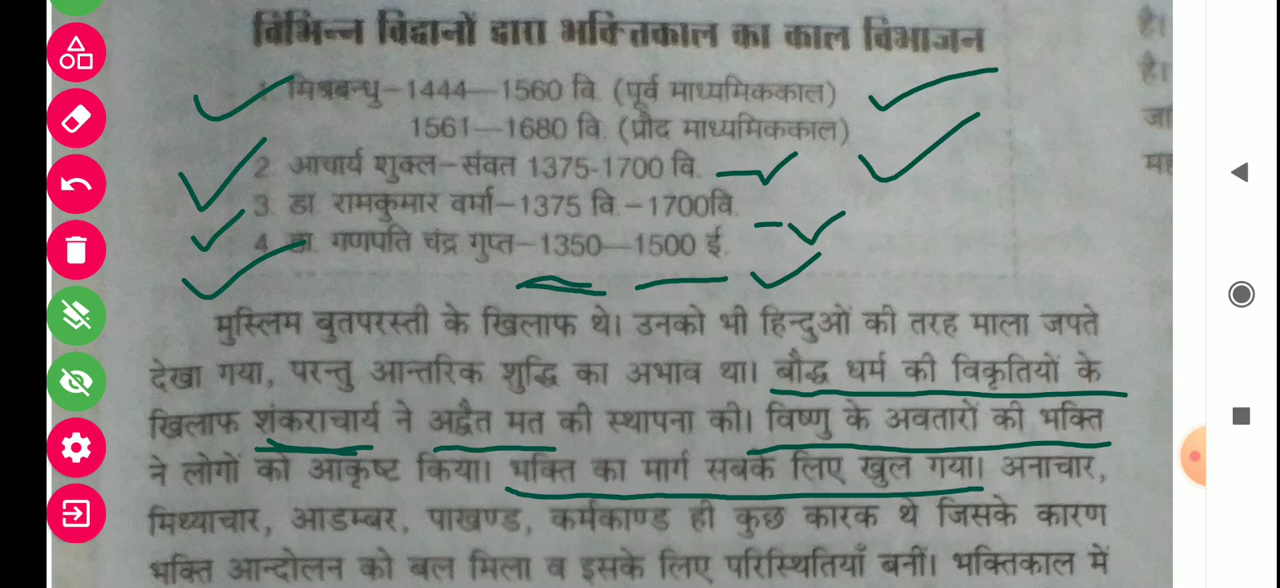 विभिन्न विद्वानों द्वारा भक्तिकाल का काल विभाजन
1. मिश्रबन्धु–1444—1560 वि. (पूर्व माध्यमिककाल)
1561—1680 वि. (प्रौढ माध्यमिककाल)
2. आचार्य शुक्ल–संवत 1375-1700 वि.
3. डा. रामकुमार वर्मा–1375 वि.–1700वि.
4. डा. गणपति चंद्र गुप्त–1350—1500 ई.
मुस्लिम बुतपरस्ती के खिलाफ थे। उनको भी हिन्दुओं की तरह माला जपते
देखा गया, परन्तु आन्तरिक शुद्धि का अभाव था। बौद्ध धर्म की विकृतियों के
खिलाफ शंकराचार्य ने अद्वैत मत की स्थापना की। विष्णु के अवतारों की भक्ति
ने लोगों को आकृष्ट किया। भक्ति का मार्ग सबके लिए खुल गया। अनाचार,
मिथ्याचार, आडम्बर, पाखण्ड, कर्मकाण्ड ही कुछ कारक थे जिसके कारण
भक्ति आन्दोलन को बल मिला व इसके लिए परिस्थितियाँ बनीं। भक्तिकाल में
है।
है।
जा